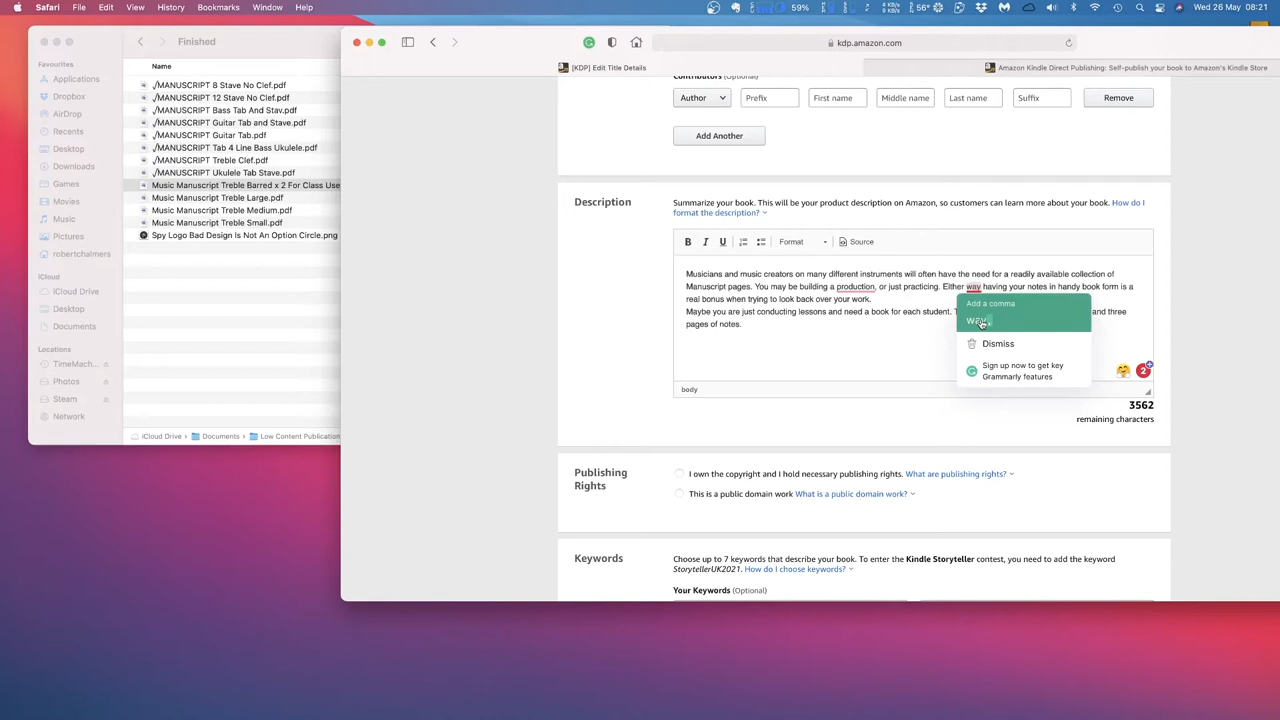 Safari File Edit View History Bookmarks Window Help 59% Wed 26 May 08:21
Finished
Favourites
Applications
Dropbox
AirDrop
Recents
Desktop
Downloads
Games
Movies
Music
Pictures
robertchalmers
iCloud
iCloud Drive
Desktop
Documents
Locations
TimeMach...
Photos
Steam
Network
Name
√MANUSCRIPT 8 Stave No Clef.pdf
√MANUSCRIPT 12 Stave No Clef.pdf
√MANUSCRIPT Bass Tab And Stav.pdf
√MANUSCRIPT Guitar Tab and Stave.pdf
√MANUSCRIPT Guitar Tab.pdf
√MANUSCRIPT Tab 4 Line Bass Ukulele.pdf
√MANUSCRIPT Treble Clef.pdf
√MANUSCRIPT Ukulele Tab Stave.pdf
Music Manuscript Treble Barred x 2 For Class Use
Music Manuscript Treble Large.pdf
Music Manuscript Treble Medium.pdf
Music Manuscript Treble Small.pdf
Spy Logo Bad Design Is Not An Option Circle.png
iCloud Drive › Documents › Low Content Publication
kdp.amazon.com
[KDP] Edit Title Details
Amazon Kindle Direct Publishing: Self-publish your book to Amazon's Kindle Store
Contributors (Optional)
Author Prefix First name Middle name Last name Suffix Remove
Add Another
Description
Summarize your book. This will be your product description on Amazon, so customers can learn more about your book. How do I
format the description?
B I U Format Source
Musicians and music creators on many different instruments will often have the need for a readily available collection of
Manuscript pages. You may be building a production, or just practicing. Either way having your notes in handy book form is a
real bonus when trying to look back over your work.
Maybe you are just conducting lessons and need a book for each student. and three
pages of notes.
Add a comma
way,
Dismiss
Sign up now to get key
Grammarly features
2
body
3562
remaining characters
Publishing
Rights
I own the copyright and I hold necessary publishing rights. What are publishing rights?
This is a public domain work What is a public domain work?
Keywords
Choose up to 7 keywords that describe your book. To enter the Kindle Storyteller contest, you need to add the keyword
StorytellerUK2021. How do I choose keywords?
Your Keywords (Optional)